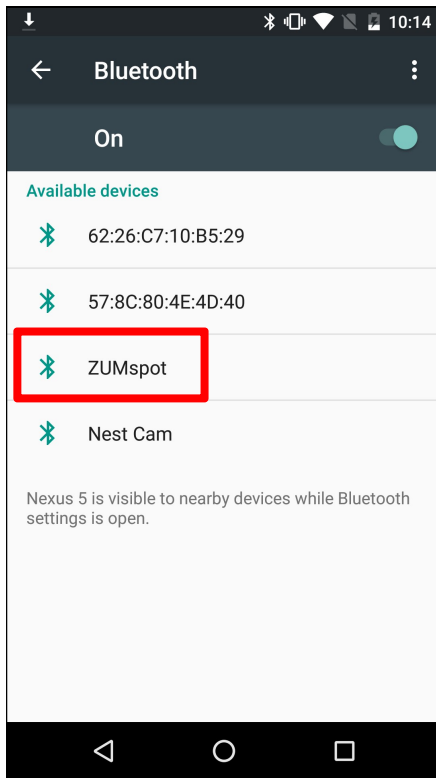 10:14
Bluetooth
On
Available devices
62:26:C7:10:B5:29
57:8C:80:4E:4D:40
ZUMspot
Nest Cam
Nexus 5 is visible to nearby devices while Bluetooth
settings is open.